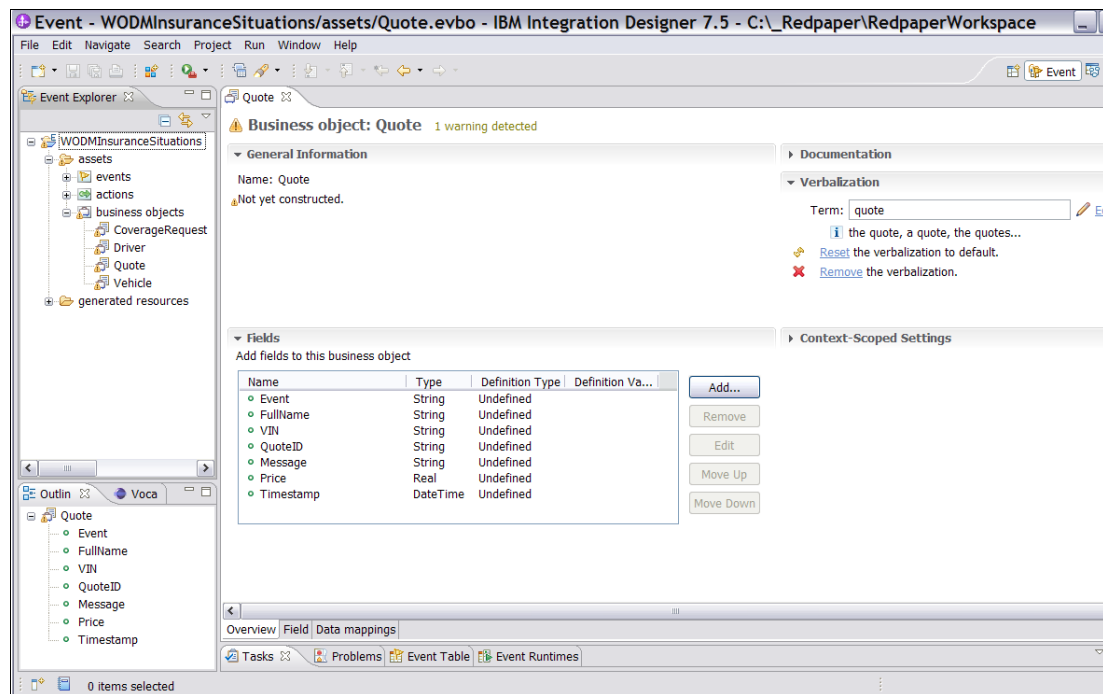 Event - WODMInsuranceSituations/assets/Quote.evbo - IBM Integration Designer 7.5 - C:\_Redpaper\RedpaperWorkspace
File Edit Navigate Search Project Run Window Help
Event
Event Explorer
WODMInsuranceSituations
assets
events
actions
business objects
CoverageRequest
Driver
Quote
Vehicle
generated resources
Outlin Voca
Quote
Event
FullName
VIN
QuoteID
Message
Price
Timestamp
Quote
Business object: Quote 1 warning detected
General Information
Name: Quote
Not yet constructed.
Documentation
Verbalization
Term: quote
the quote, a quote, the quotes...
Reset the verbalization to default.
Remove the verbalization.
Fields
Add fields to this business object
Name Type Definition Type Definition Va...
Event String Undefined
FullName String Undefined
VIN String Undefined
QuoteID String Undefined
Message String Undefined
Price Real Undefined
Timestamp DateTime Undefined
Add...
Remove
Edit
Move Up
Move Down
Context-Scoped Settings
Overview Field Data mappings
Tasks Problems Event Table Event Runtimes
0 items selected